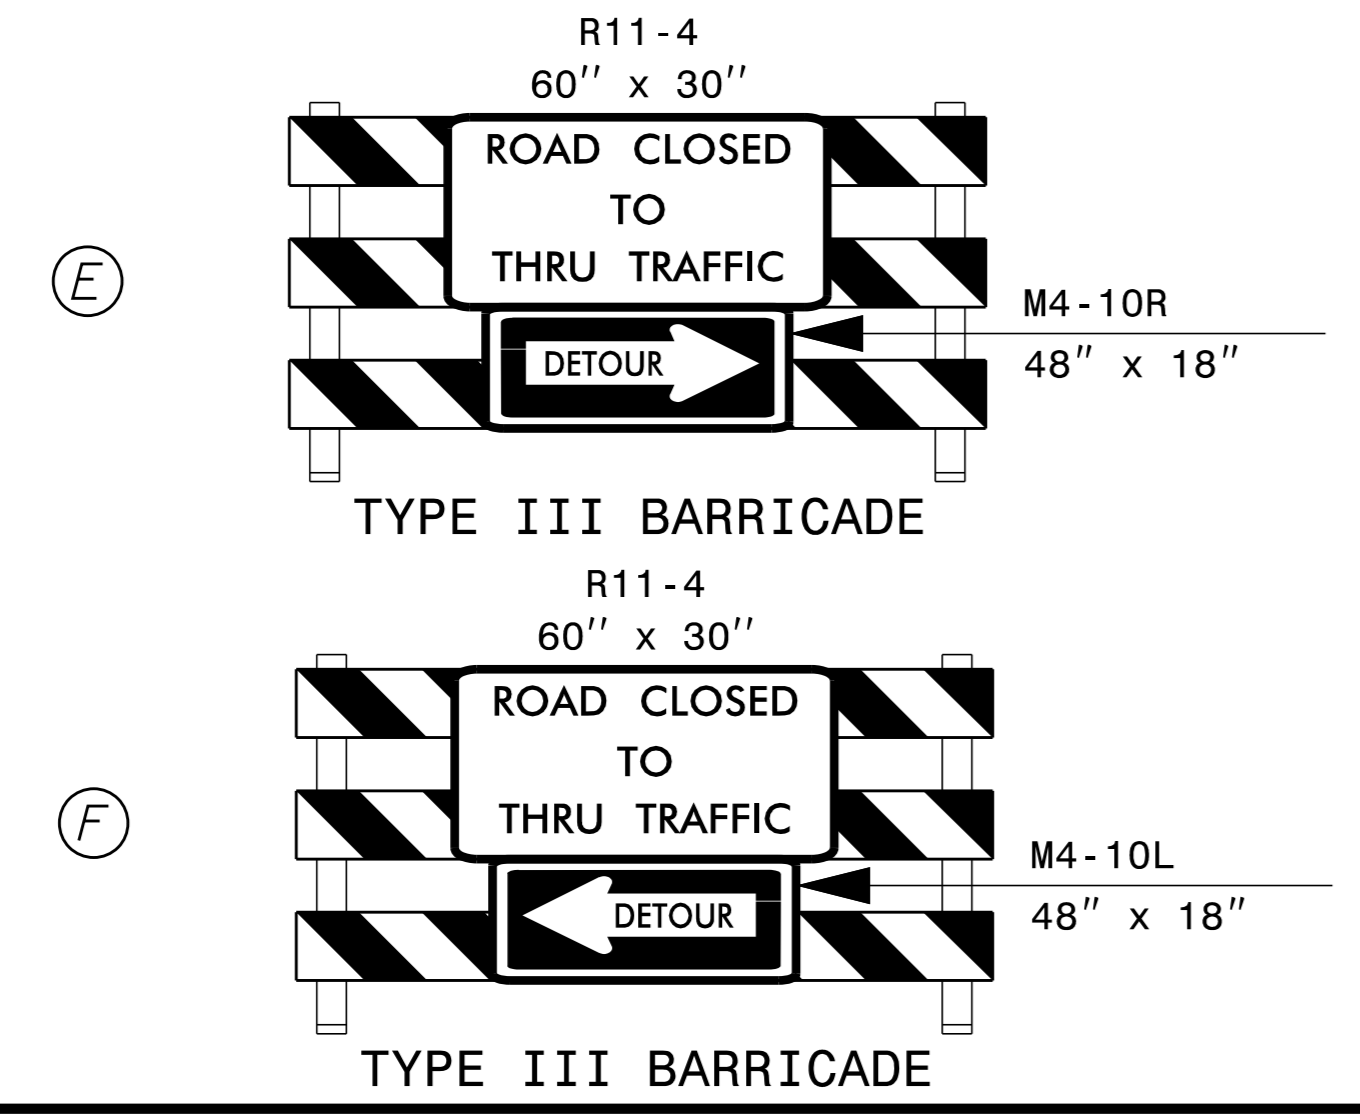 R11-4
60″ x 30″
E
ROAD CLOSED
TO
THRU TRAFFIC
M4-10R
DETOUR
48″ x 18″
TYPE III BARRICADE
R11-4
60″ x 30″
F
ROAD CLOSED
TO
THRU TRAFFIC
M4-10L
DETOUR
48″ x 18″
TYPE III BARRICADE